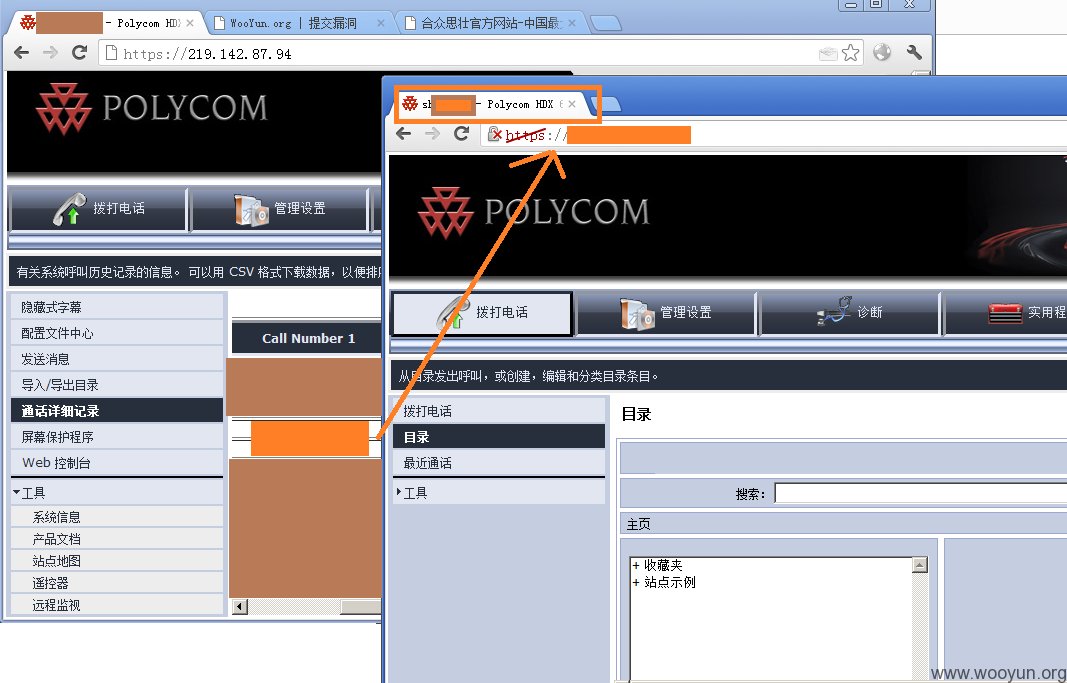 - Polycom HDX
WooYun.org | 提交漏洞
合众思壮官方网站-中国最
https://219.142.87.94
POLYCOM
拨打电话
管理设置
有关系统呼叫历史记录的信息。 可以用 CSV 格式下载数据，以便排
隐藏式字幕
配置文件中心
发送消息
导入/导出目录
通话详细记录
屏幕保护程序
Web 控制台
工具
系统信息
产品文档
站点地图
遥控器
远程监视
Call Number 1
- Polycom HDX 6
https://
POLYCOM
拨打电话
管理设置
诊断
实用程
从目录发出呼叫，或创建，编辑和分类目录条目。
拨打电话
目录
最近通话
工具
目录
搜索：
主页
+ 收藏夹
+ 站点示例
www.wooyun.org